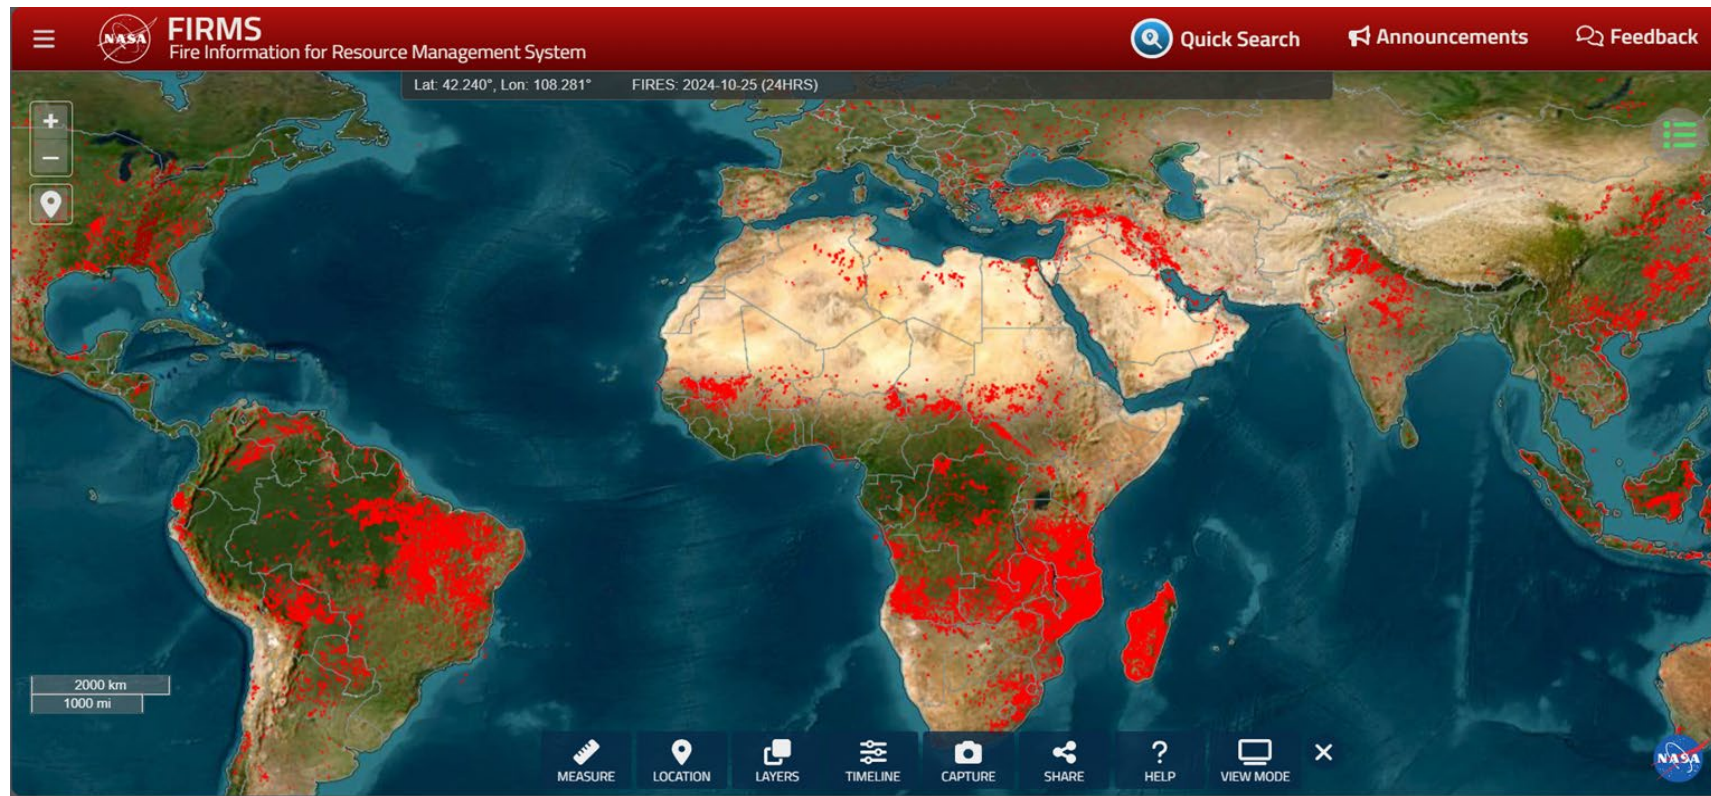 NASA
FIRMS
Fire Information for Resource Management System
Quick Search
Announcements
Feedback
Lat: 42.240°, Lon: 108.281°
FIRES: 2024-10-25 (24HRS)
+
−
2000 km
1000 mi
MEASURE
LOCATION
LAYERS
TIMELINE
CAPTURE
SHARE
?
HELP
VIEW MODE
NASA